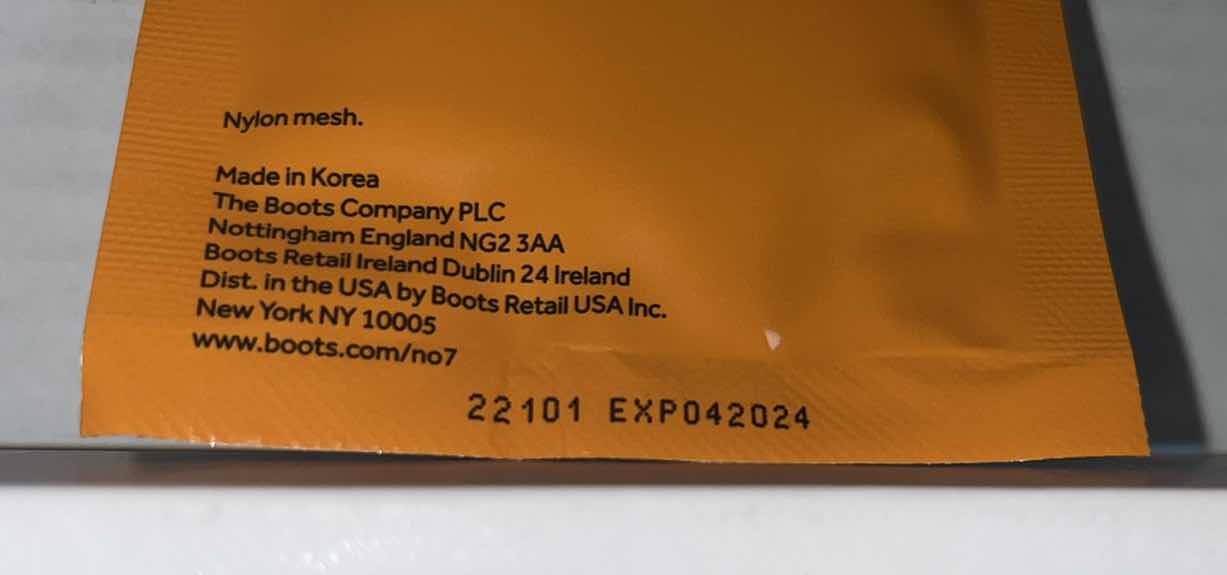 Nylon mesh.
Made in Korea
The Boots Company PLC
Nottingham England NG2 3AA
Boots Retail Ireland Dublin 24 Ireland
Dist. in the USA by Boots Retail USA Inc.
New York NY 10005
www.boots.com/no7
22101 EXP042024